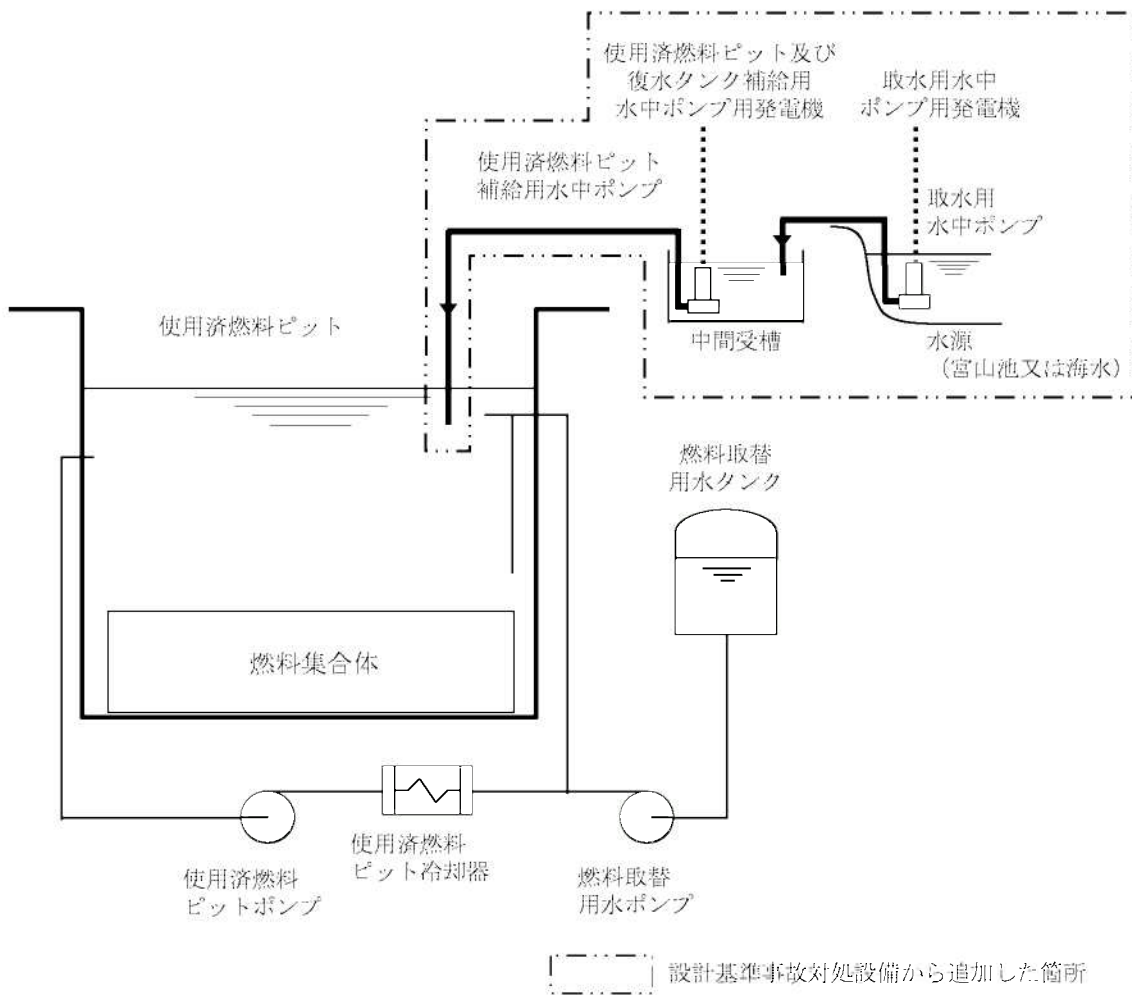 使用済燃料ピット及び
復水タンク補給用
水中ポンプ用発電機
取水用水中
ポンプ用発電機
使用済燃料ピット
補給用水中ポンプ
取水用
水中ポンプ
使用済燃料ピット
中間受槽
水源
（宮山池又は海水）
燃料取替
用水タンク
燃料集合体
使用済燃料
ピット冷却器
使用済燃料
ピットポンプ
燃料取替
用水ポンプ
設計基準事故対処設備から追加した箇所